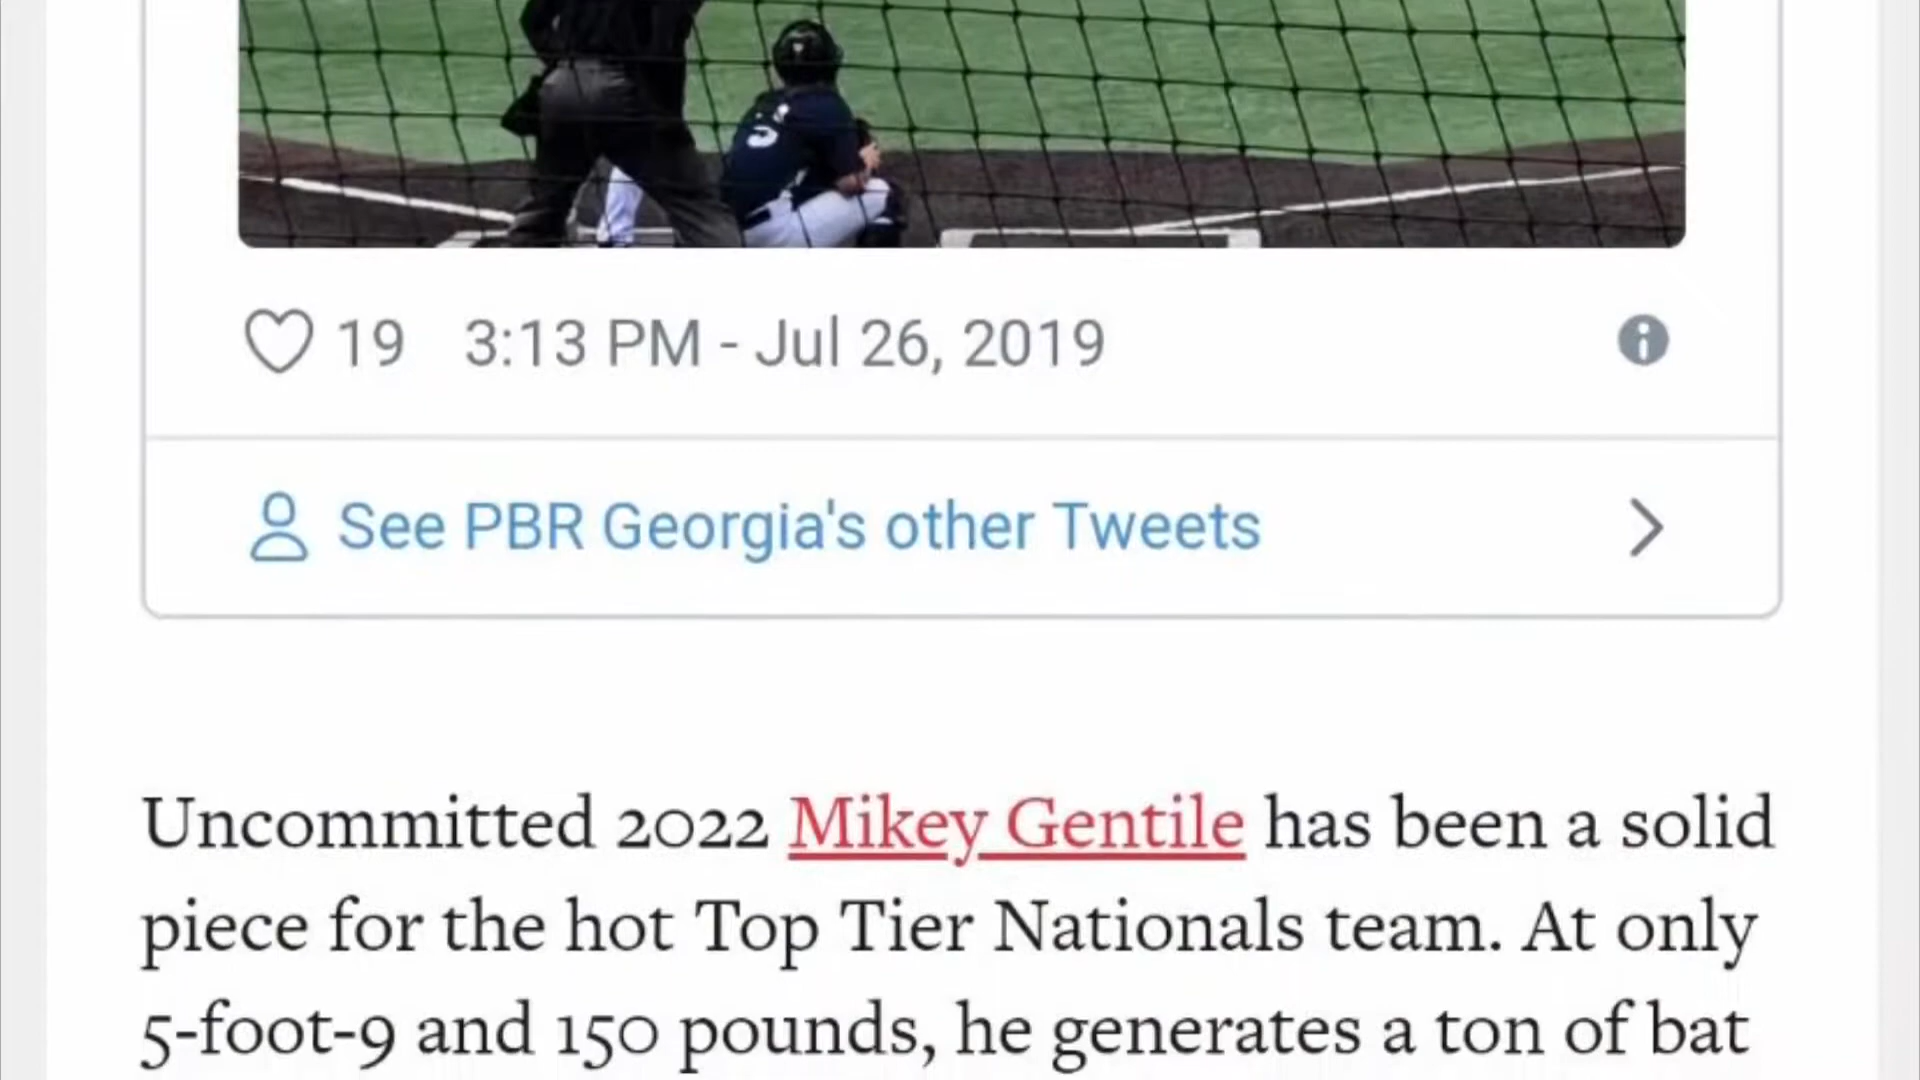 19 3:13 PM - Jul 26, 2019
See PBR Georgia's other Tweets
Uncommitted 2022 Mikey Gentile has been a solid
piece for the hot Top Tier Nationals team. At only
5-foot-9 and 150 pounds, he generates a ton of bat